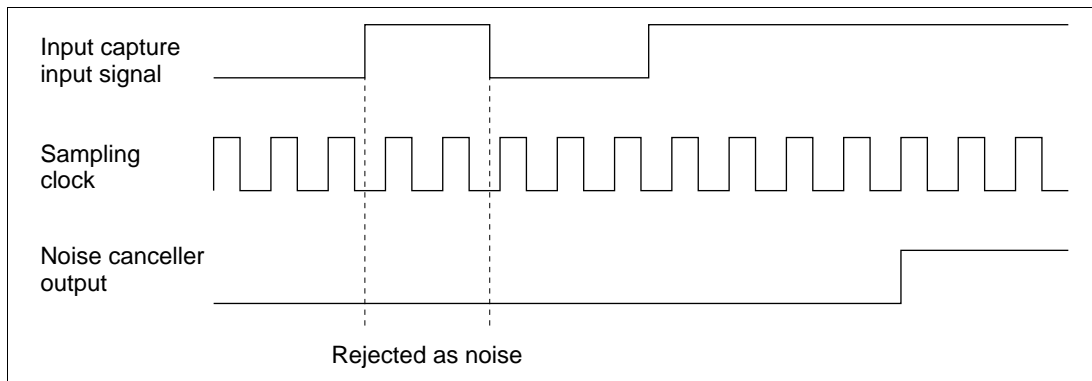 Input capture
input signal
Sampling
clock
Noise canceller
output
Rejected as noise